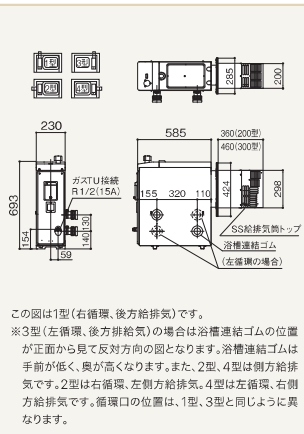 1型
3型
2型
4型
285
200
230
585
360(200型)
460(300型)
ガスTU接続
R1/2(15A)
693
155
320
110
424
298
154
130
140
59
SS給排気筒トップ
浴槽連結ゴム
(左循環の場合)
この図は1型(右循環、後方給排気)です。
※3型(左循環、後方排給気)の場合は浴槽連結ゴムの位置
が正面から見て反対方向の図となります。浴槽連結ゴムは
手前が低く、奥が高くなります。また、2型、4型は側方給排
気です。2型は右循環、左側方給排気。4型は左循環、右側
方給排気です。循環口の位置は、1型、3型と同じように異
なります。